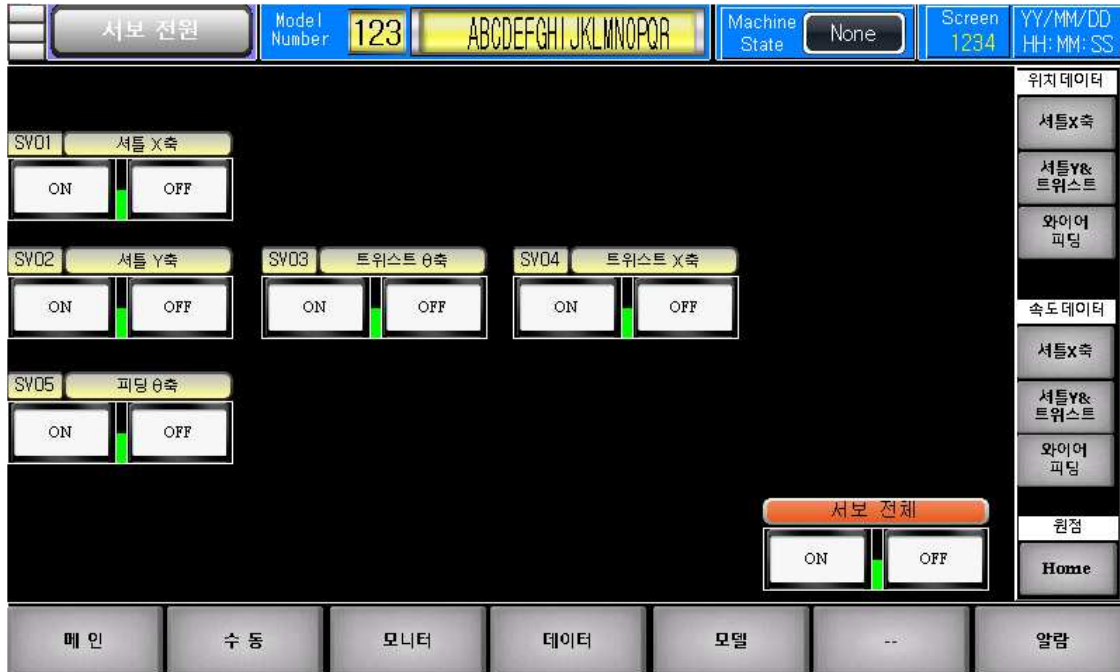 서보 전원
Model Number
123
ABCDEFGHIJKLMNOPQR
Machine State
None
Screen
1234
YY/MM/DD
HH:MM:SS
위치데이터
셔틀X축
셔틀Y&
트위스트
와이어
피딩
SV01 셔틀 X축
ON OFF
SV02 셔틀 Y축
ON OFF
SV03 트위스트 θ축
ON OFF
SV04 트위스트 X축
ON OFF
속도데이터
셔틀X축
셔틀Y&
트위스트
와이어
피딩
SV05 피딩 θ축
ON OFF
서보 전체
ON OFF
원점
Home
메 인
수 동
모니터
데이터
모델
--
알람